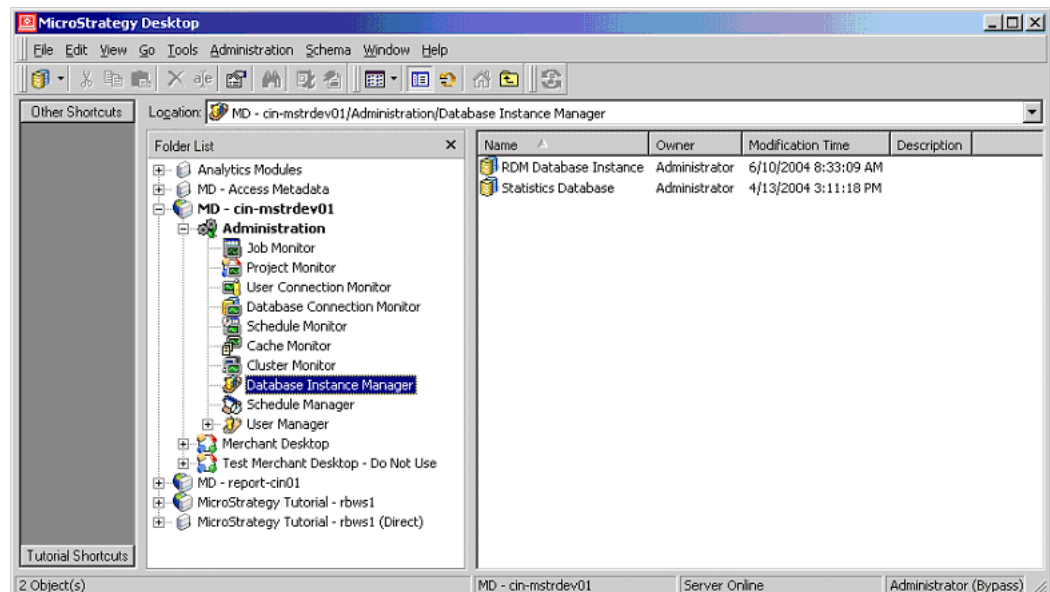 MicroStrategy Desktop
File Edit View Go Tools Administration Schema Window Help
Other Shortcuts
Location: MD - cin-mstrdev01/Administration/Database Instance Manager
Folder List
Analytics Modules
MD - Access Metadata
MD - cin-mstrdev01
Administration
Job Monitor
Project Monitor
User Connection Monitor
Database Connection Monitor
Schedule Monitor
Cache Monitor
Cluster Monitor
Database Instance Manager
Schedule Manager
User Manager
Merchant Desktop
Test Merchant Desktop - Do Not Use
MD - report-cin01
MicroStrategy Tutorial - rbws1
MicroStrategy Tutorial - rbws1 (Direct)
Name Owner Modification Time Description
RDM Database Instance Administrator 6/10/2004 8:33:09 AM
Statistics Database Administrator 4/13/2004 3:11:18 PM
Tutorial Shortcuts
2 Object(s) MD - cin-mstrdev01 Server Online Administrator (Bypass)